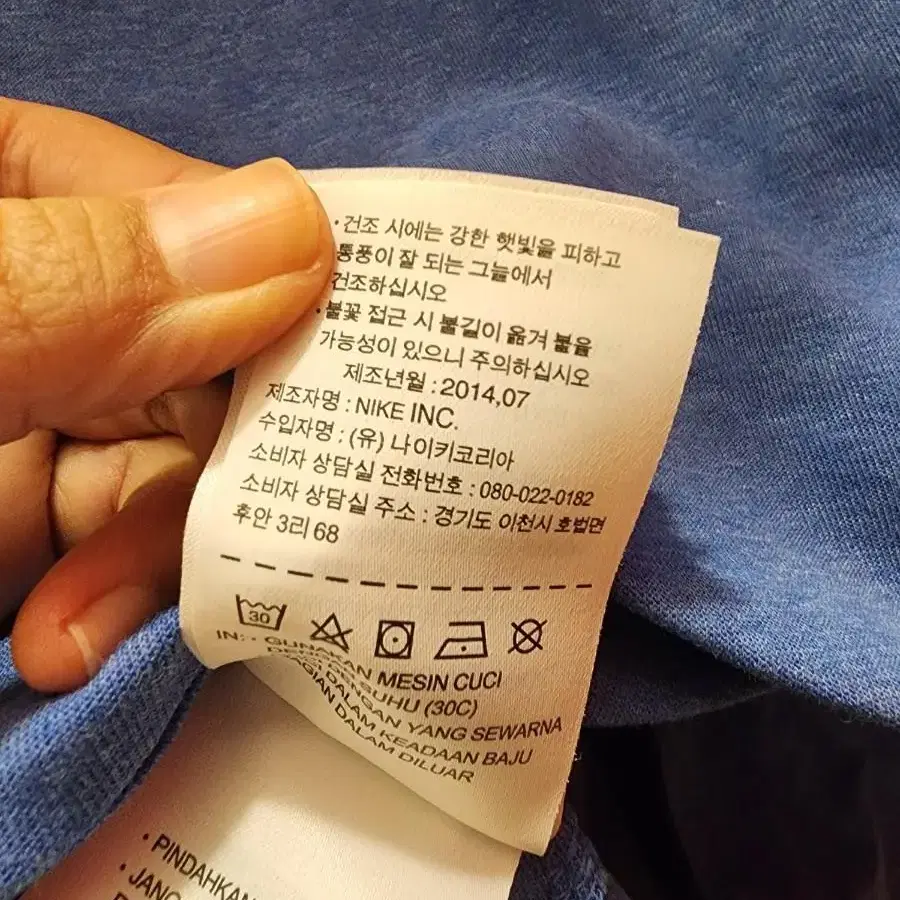 · 건조 시에는 강한 햇빛을 피하고
통풍이 잘 되는 그늘에서
건조하십시오
· 불꽃 접근 시 불길이 옮겨 붙을
가능성이 있으니 주의하십시오
제조년월 : 2014.07
제조자명 : NIKE INC.
수입자명 : (유) 나이키코리아
소비자 상담실 전화번호 : 080-022-0182
소비자 상담실 주소 : 경기도 이천시 호법면
후안 3리 68
30
IN: · GUNAKAN MESIN CUCI
DENGAN SUHU (30C)
YANG SEWARNA
BAGIAN DALAM KEADAAN BAJU
DALAM DILUAR
· PINDAHKAN